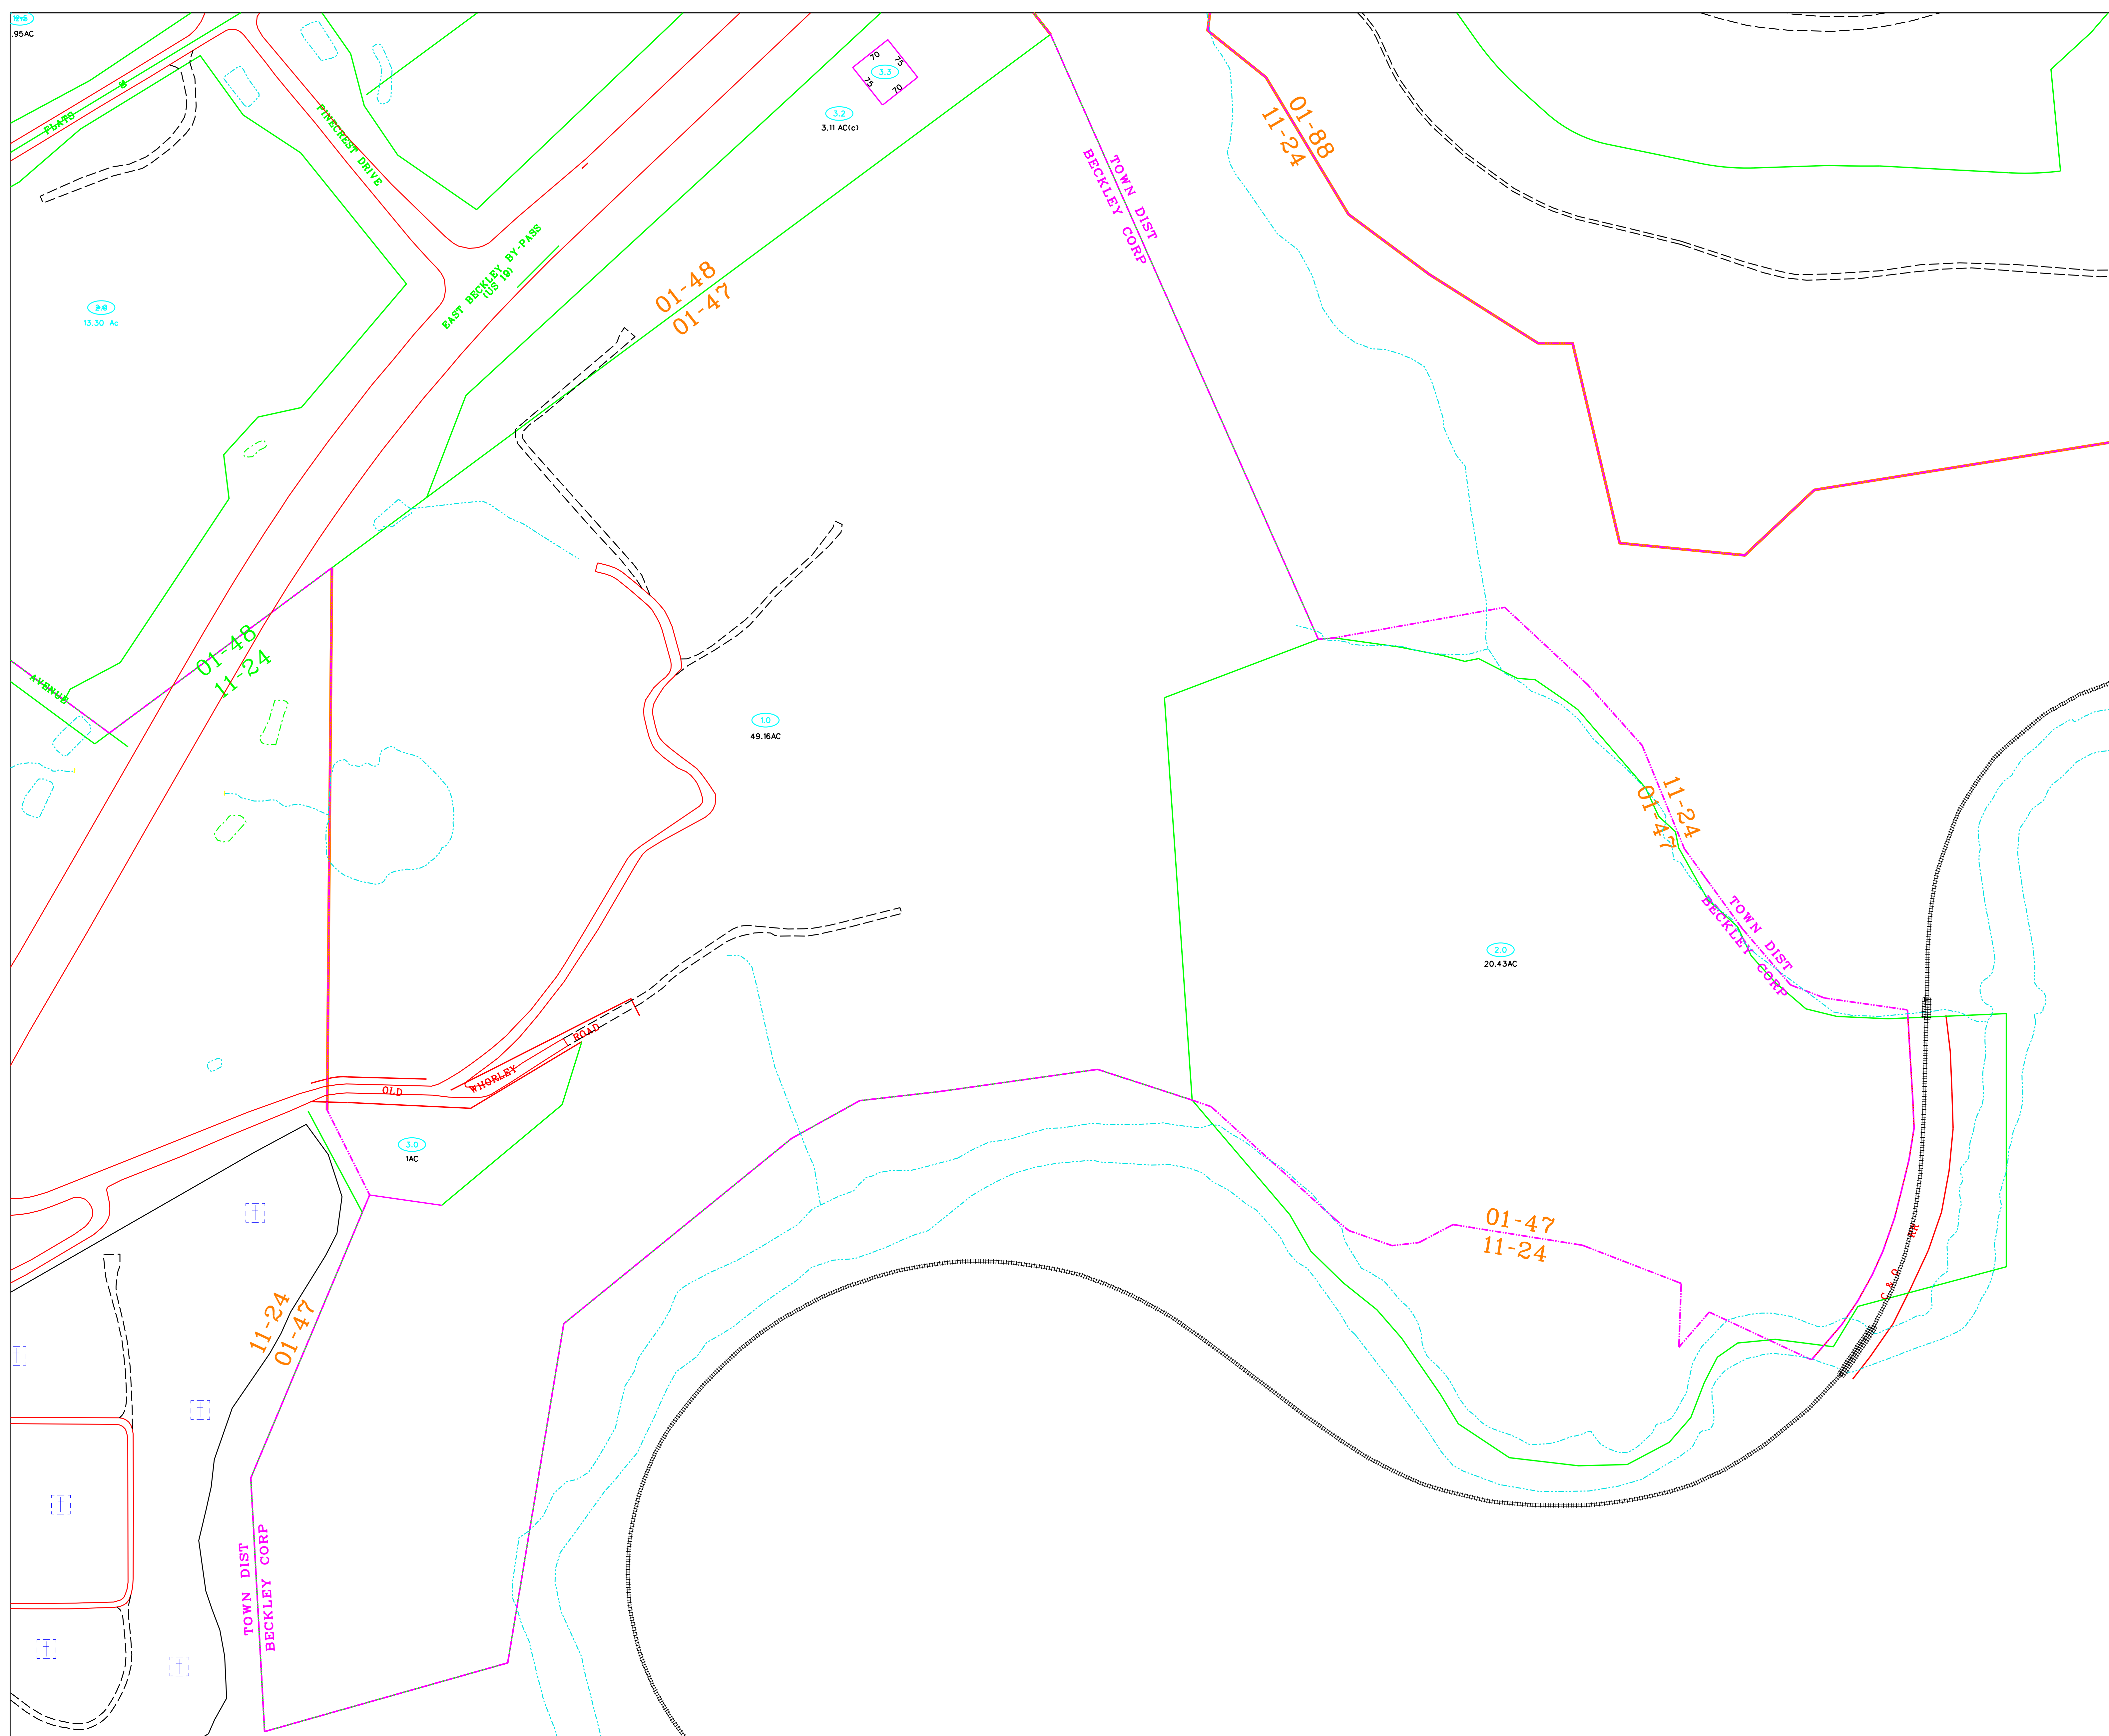 .95AC
FLATS
PINECREST DRIVE
70
75
3.3
75
70
3.2
3.11 AC(c)
01-88
11-24
TOWN DIST
BECKLEY CORP
EAST BECKLEY BY-PASS
(US 19)
01-48
01-47
13.30 Ac
01-48
11-24
AVENUE
1.0
49.16AC
11-24
01-47
TOWN DIST
BECKLEY CORP
2.0
20.43AC
OLD
WHORLEY
ROAD
3.0
1AC
01-47
11-24
C & O
RR
11-24
01-47
TOWN DIST
BECKLEY CORP